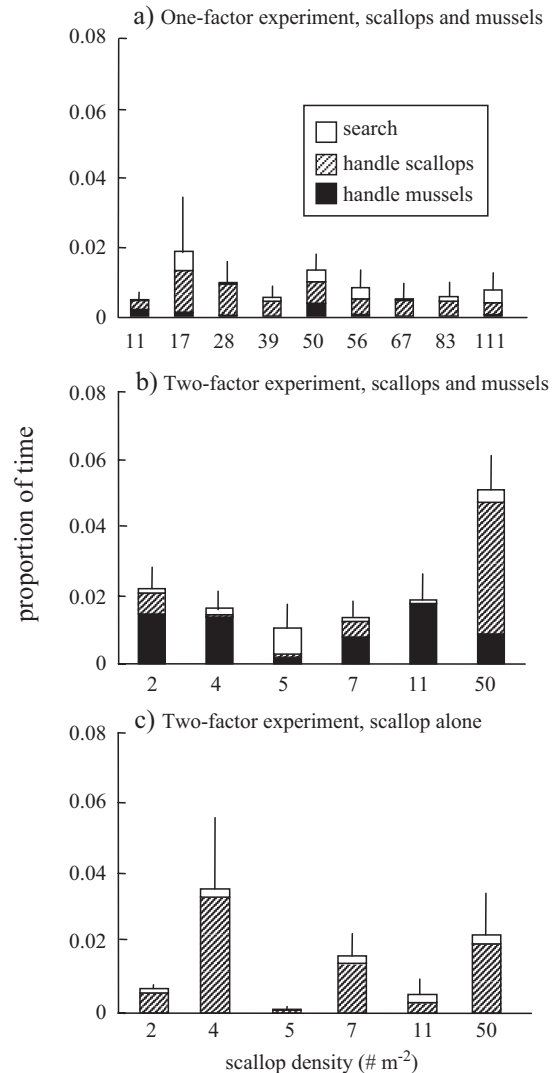 a) One-factor experiment, scallops and mussels
0.08
0.06
0.04
0.02
0
search
handle scallops
handle mussels
11 17 28 39 50 56 67 83 111
b) Two-factor experiment, scallops and mussels
0.08
0.06
0.04
0.02
0
2 4 5 7 11 50
proportion of time
c) Two-factor experiment, scallop alone
0.08
0.06
0.04
0.02
0
2 4 5 7 11 50
scallop density (# m⁻²)